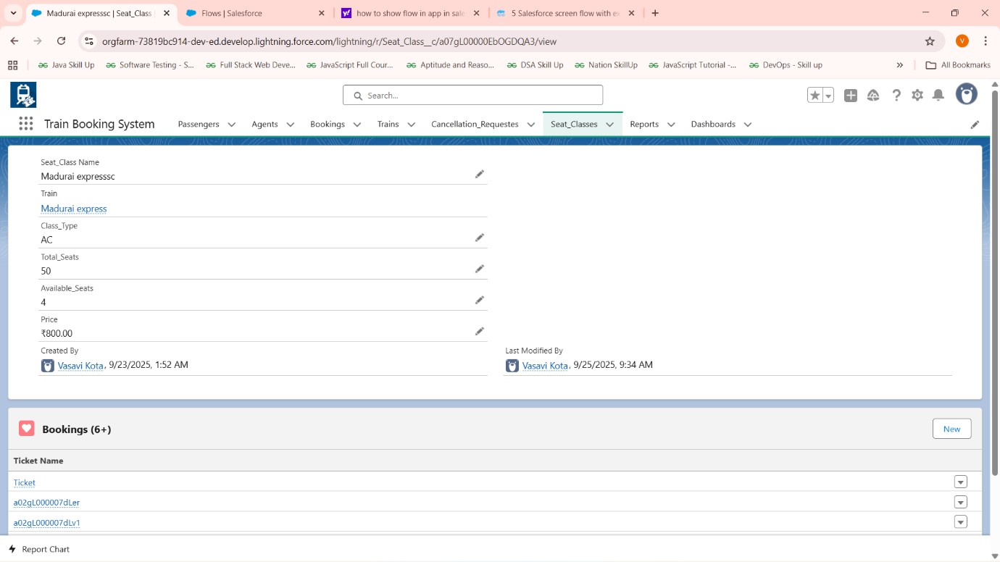 Madurai expresssc | Seat_Class
Flows | Salesforce
how to show flow in app in sale
5 Salesforce screen flow with ex
orgfarm-73819bc914-dev-ed.develop.lightning.force.com/lightning/r/Seat_Class__c/a07gL00000EbOGDQA3/view
V
Java Skill Up
Software Testing - S...
Full Stack Web Deve...
JavaScript Full Cour...
Aptitude and Reaso...
DSA Skill Up
Nation SkillUp
JavaScript Tutorial -...
DevOps - Skill up
All Bookmarks
Search...
Train Booking System
Passengers
Agents
Bookings
Trains
Cancellation_Requestes
Seat_Classes
Reports
Dashboards
Seat_Class Name
Madurai expresssc
Train
Madurai express
Class_Type
AC
Total_Seats
50
Available_Seats
4
Price
₹800.00
Created By
Vasavi Kota, 9/23/2025, 1:52 AM
Last Modified By
Vasavi Kota, 9/25/2025, 9:34 AM
Bookings (6+)
New
Ticket Name
Ticket
a02gL000007dLer
a02gL000007dLv1
Report Chart